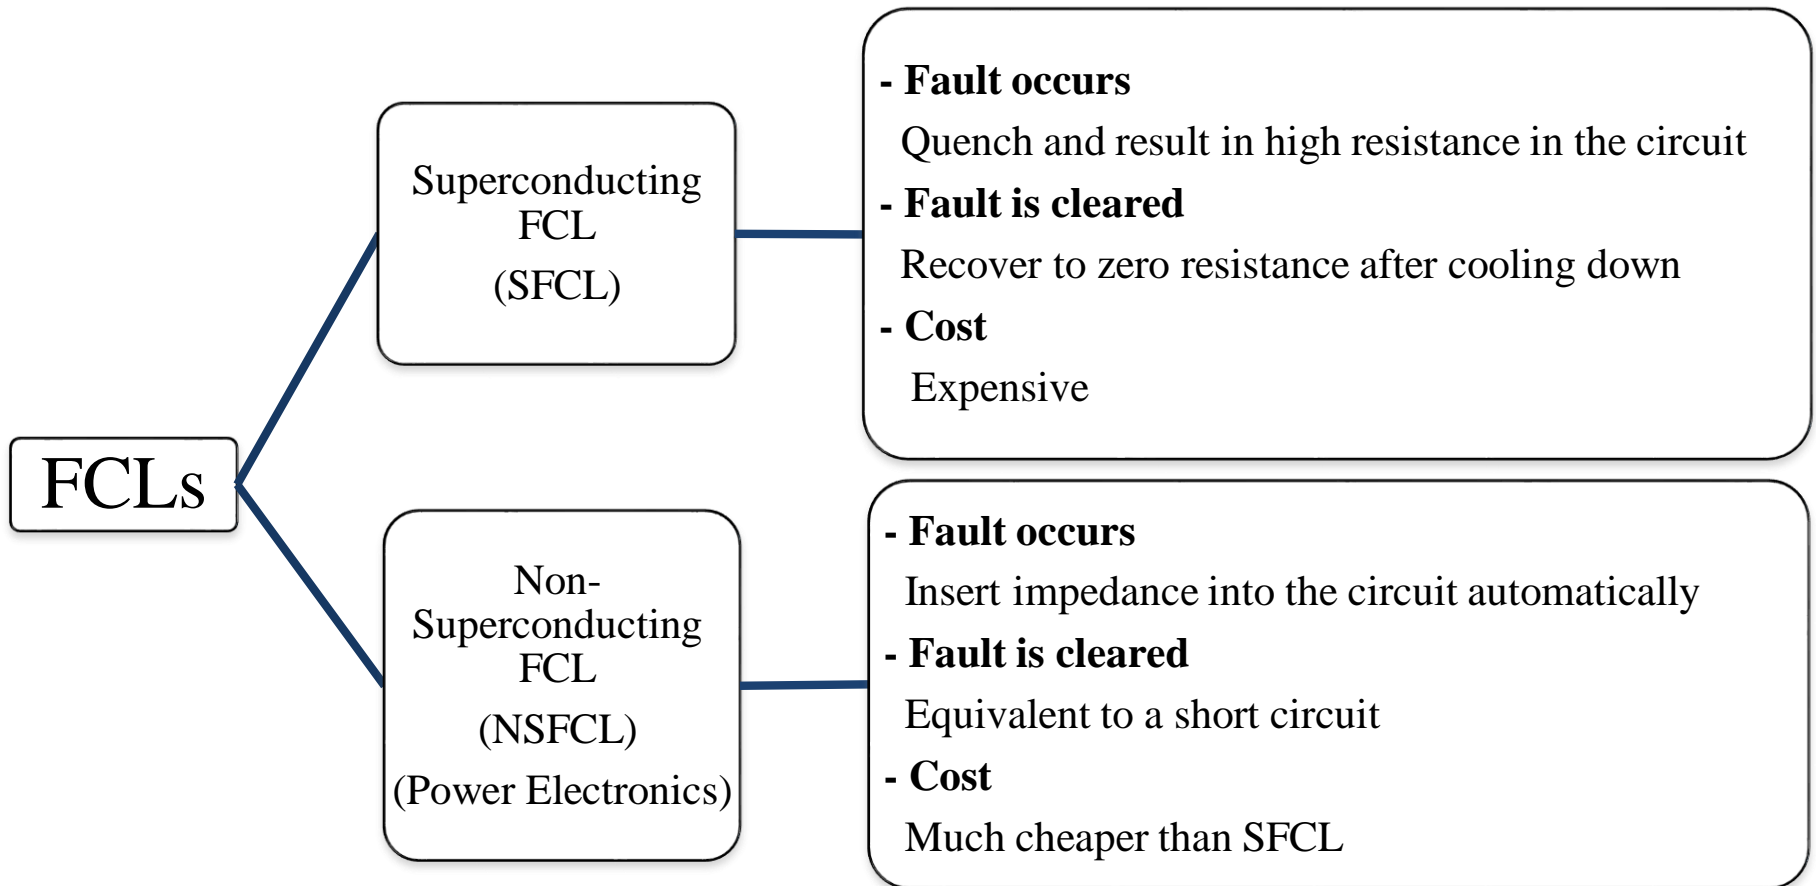 FCLs
Superconducting
FCL
(SFCL)
- Fault occurs
Quench and result in high resistance in the circuit
- Fault is cleared
Recover to zero resistance after cooling down
- Cost
Expensive
Non-
Superconducting
FCL
(NSFCL)
(Power Electronics)
- Fault occurs
Insert impedance into the circuit automatically
- Fault is cleared
Equivalent to a short circuit
- Cost
Much cheaper than SFCL